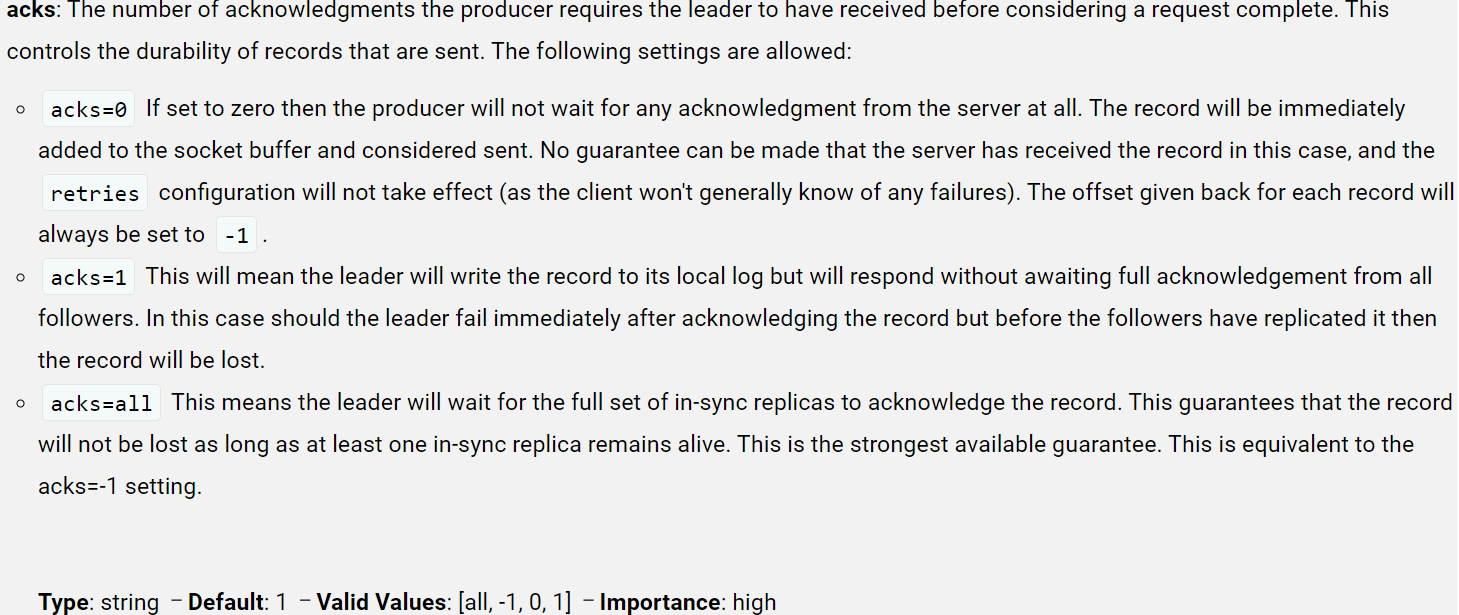 acks: The number of acknowledgments the producer requires the leader to have received before considering a request complete. This
controls the durability of records that are sent. The following settings are allowed:
acks=0 If set to zero then the producer will not wait for any acknowledgment from the server at all. The record will be immediately
added to the socket buffer and considered sent. No guarantee can be made that the server has received the record in this case, and the
retries configuration will not take effect (as the client won't generally know of any failures). The offset given back for each record will
always be set to -1 .
acks=1 This will mean the leader will write the record to its local log but will respond without awaiting full acknowledgement from all
followers. In this case should the leader fail immediately after acknowledging the record but before the followers have replicated it then
the record will be lost.
acks=all This means the leader will wait for the full set of in-sync replicas to acknowledge the record. This guarantees that the record
will not be lost as long as at least one in-sync replica remains alive. This is the strongest available guarantee. This is equivalent to the
acks=-1 setting.
Type: string – Default: 1 – Valid Values: [all, -1, 0, 1] – Importance: high